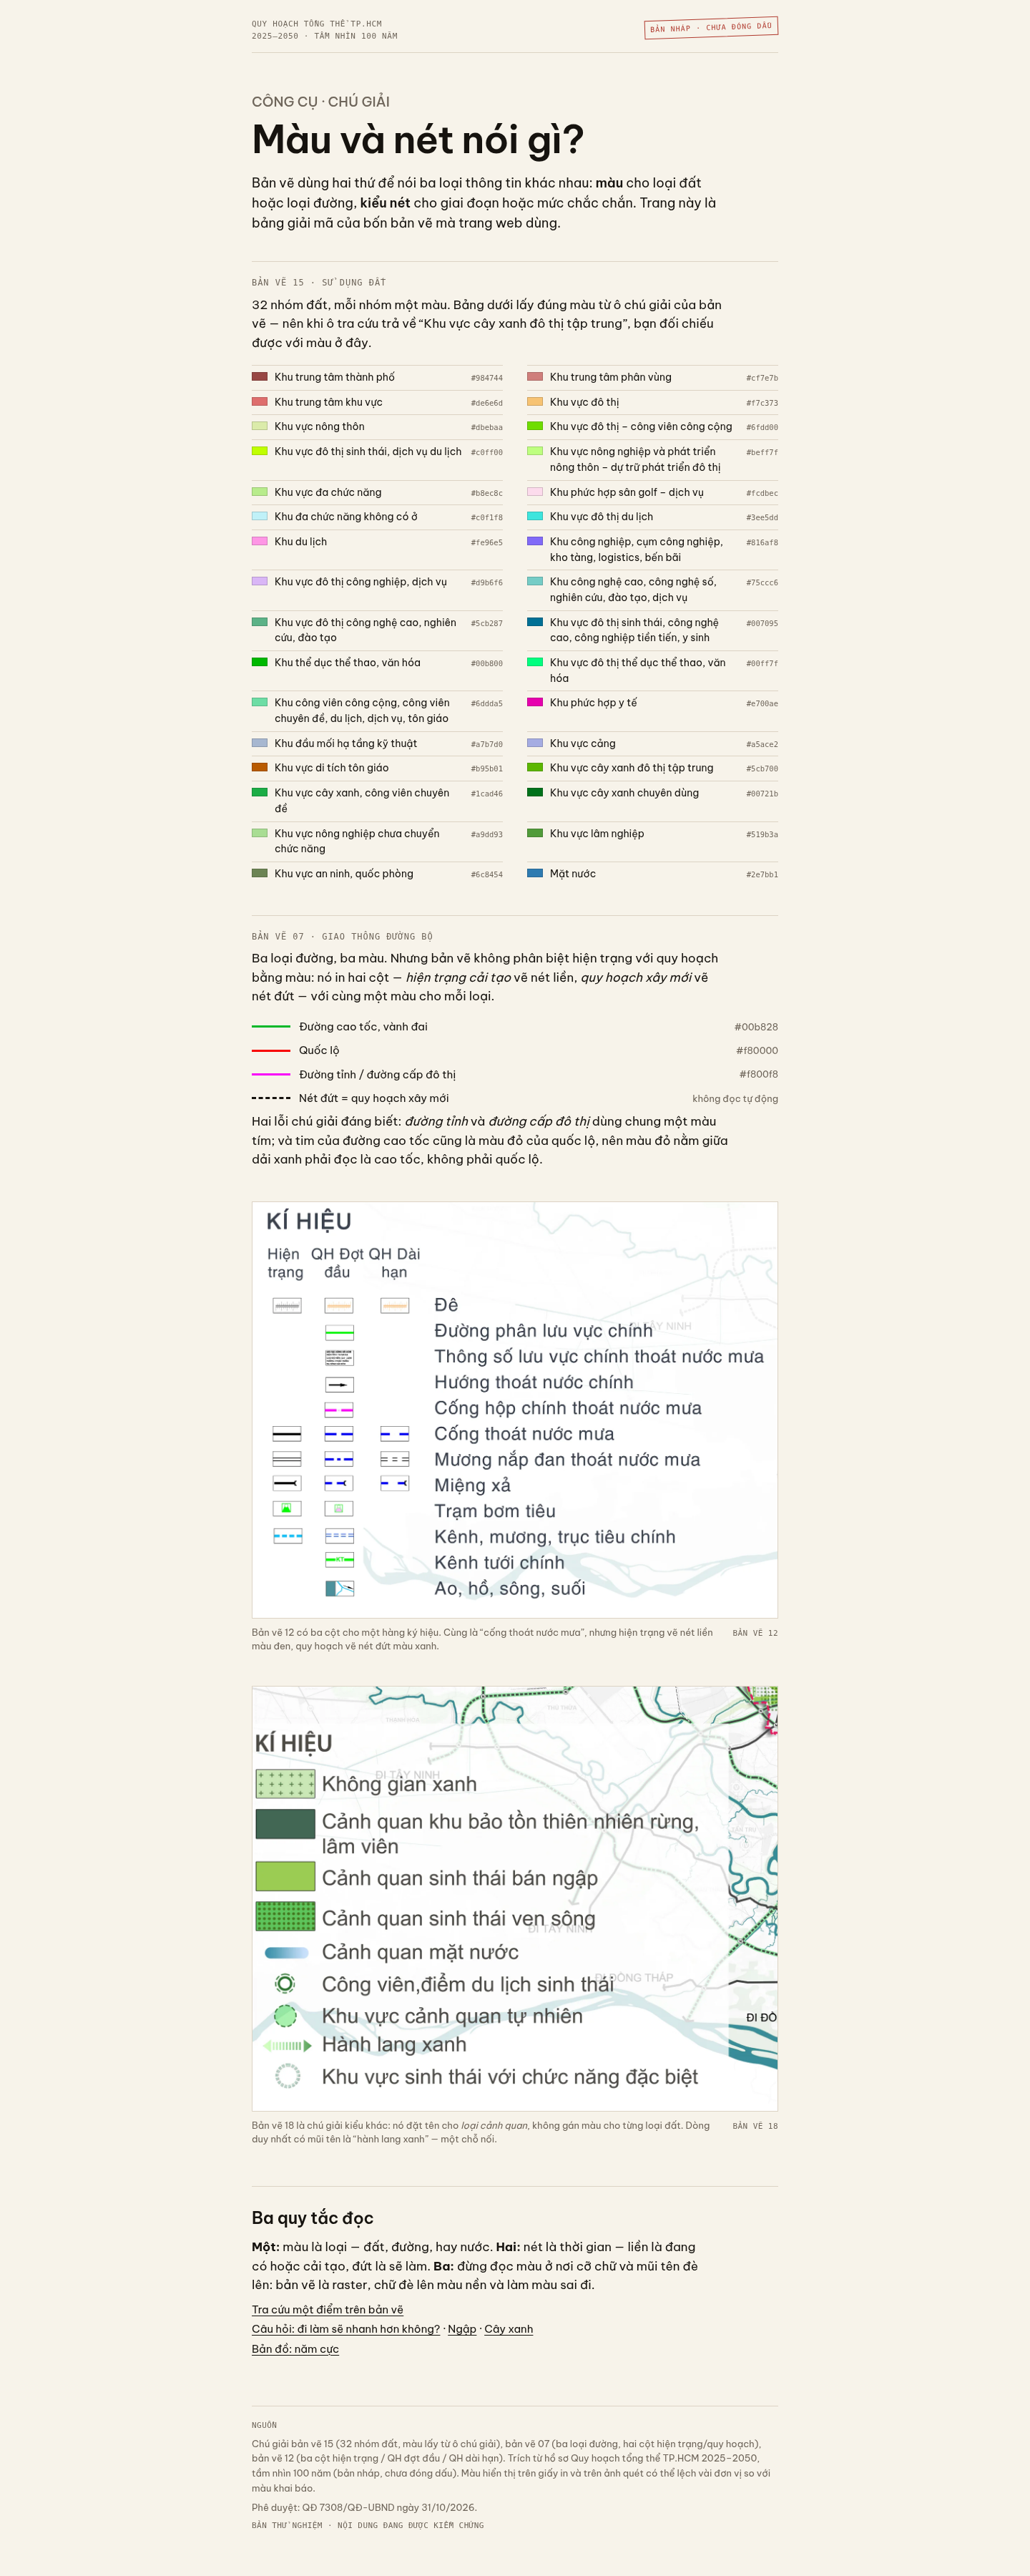 QUY HOẠCH TỔNG THỂ TP.HCM
2025–2050 · TẦM NHÌN 100 NĂM
BẢN NHÁP · CHƯA ĐÓNG DẤU
CÔNG CỤ · CHÚ GIẢI
Màu và nét nói gì?
Bản vẽ dùng hai thứ để nói ba loại thông tin khác nhau: màu cho loại đất
hoặc loại đường, kiểu nét cho giai đoạn hoặc mức chắc chắn. Trang này là
bảng giải mã của bốn bản vẽ mà trang web dùng.
BẢN VẼ 15 · SỬ DỤNG ĐẤT
32 nhóm đất, mỗi nhóm một màu. Bảng dưới lấy đúng màu từ ô chú giải của bản
vẽ — nên khi ô tra cứu trả về “Khu vực cây xanh đô thị tập trung”, bạn đối chiếu
được với màu ở đây.
Khu trung tâm thành phố #984744
Khu trung tâm phân vùng #cf7e7b
Khu trung tâm khu vực #de6e6d
Khu vực đô thị #f7c373
Khu vực nông thôn #dbebaa
Khu vực đô thị – công viên công cộng #6fdd00
Khu vực đô thị sinh thái, dịch vụ du lịch #c0ff00
Khu vực nông nghiệp và phát triển #beff7f
nông thôn – dự trữ phát triển đô thị
Khu vực đa chức năng #b8ec8c
Khu phức hợp sân golf – dịch vụ #fcdbec
Khu đa chức năng không có ở #c0f1f8
Khu vực đô thị du lịch #3ee5dd
Khu du lịch #fe96e5
Khu công nghiệp, cụm công nghiệp, #816af8
kho tàng, logistics, bến bãi
Khu vực đô thị công nghiệp, dịch vụ #d9b6f6
Khu công nghệ cao, công nghệ số, #75ccc6
nghiên cứu, đào tạo, dịch vụ
Khu vực đô thị công nghệ cao, nghiên #5cb287
cứu, đào tạo
Khu vực đô thị sinh thái, công nghệ #007095
cao, công nghiệp tiên tiến, y sinh
Khu thể dục thể thao, văn hóa #00b800
Khu vực đô thị thể dục thể thao, văn #00ff7f
hóa
Khu công viên công cộng, công viên #6ddda5
chuyên đề, du lịch, dịch vụ, tôn giáo
Khu phức hợp y tế #e700ae
Khu đầu mối hạ tầng kỹ thuật #a7b7d0
Khu vực cảng #a5ace2
Khu vực di tích tôn giáo #b95b01
Khu vực cây xanh đô thị tập trung #5cb700
Khu vực cây xanh, công viên chuyên #1cad46
đề
Khu vực cây xanh chuyên dùng #00721b
Khu vực nông nghiệp chưa chuyển #a9dd93
chức năng
Khu vực lâm nghiệp #519b3a
Khu vực an ninh, quốc phòng #6c8454
Mặt nước #2e7bb1
BẢN VẼ 07 · GIAO THÔNG ĐƯỜNG BỘ
Ba loại đường, ba màu. Nhưng bản vẽ không phân biệt hiện trạng với quy hoạch
bằng màu: nó in hai cột — hiện trạng cải tạo vẽ nét liền, quy hoạch xây mới vẽ
nét đứt — với cùng một màu cho mỗi loại.
Đường cao tốc, vành đai #00b828
Quốc lộ #f80000
Đường tỉnh / đường cấp đô thị #f800f8
Nét đứt = quy hoạch xây mới không đọc tự động
Hai lỗi chú giải đáng biết: đường tỉnh và đường cấp đô thị dùng chung một màu
tím; và tim của đường cao tốc cũng là màu đỏ của quốc lộ, nên màu đỏ nằm giữa
dải xanh phải đọc là cao tốc, không phải quốc lộ.
KÍ HIỆU
Hiện QH Đợt QH Dài
trạng đầu hạn
Đê
ĐI TÂY NINH
Đường phân lưu vực chính
Thông số lưu vực chính thoát nước mưa
Hướng thoát nước chính
Cống hộp chính thoát nước mưa
Cống thoát nước mưa
Mương nắp đan thoát nước mưa
Miệng xả
Trạm bơm tiêu
Kênh, mương, trục tiêu chính
KT
Kênh tưới chính
Ao, hồ, sông, suối
Bản vẽ 12 có ba cột cho một hàng ký hiệu. Cùng là “cống thoát nước mưa”, nhưng hiện trạng vẽ nét liền
màu đen, quy hoạch vẽ nét đứt màu xanh.
BẢN VẼ 12
KÍ HIỆU
ĐI TÂY NINH
Không gian xanh
Cảnh quan khu bảo tồn thiên nhiên rừng,
lâm viên
Cảnh quan sinh thái bán ngập
Cảnh quan sinh thái ven sông
ĐI TÂY NINH
Cảnh quan mặt nước
ĐI ĐỒNG THÁP
Công viên,điểm du lịch sinh thái
Khu vực cảnh quan tự nhiên
ĐI ĐÔ
Hành lang xanh
Khu vực sinh thái với chức năng đặc biệt
Bản vẽ 18 là chú giải kiểu khác: nó đặt tên cho loại cảnh quan, không gán màu cho từng loại đất. Dòng
duy nhất có mũi tên là “hành lang xanh” — một chỗ nối.
BẢN VẼ 18
Ba quy tắc đọc
Một: màu là loại — đất, đường, hay nước. Hai: nét là thời gian — liền là đang
có hoặc cải tạo, đứt là sẽ làm. Ba: đừng đọc màu ở nơi cỡ chữ và mũi tên đè
lên: bản vẽ là raster, chữ đè lên màu nền và làm màu sai đi.
Tra cứu một điểm trên bản vẽ
Câu hỏi: đi làm sẽ nhanh hơn không? · Ngập · Cây xanh
Bản đồ: năm cực
NGUỒN
Chú giải bản vẽ 15 (32 nhóm đất, màu lấy từ ô chú giải), bản vẽ 07 (ba loại đường, hai cột hiện trạng/quy hoạch),
bản vẽ 12 (ba cột hiện trạng / QH đợt đầu / QH dài hạn). Trích từ hồ sơ Quy hoạch tổng thể TP.HCM 2025–2050,
tầm nhìn 100 năm (bản nháp, chưa đóng dấu). Màu hiển thị trên giấy in và trên ảnh quét có thể lệch vài đơn vị so với
màu khai báo.
Phê duyệt: QĐ 7308/QĐ-UBND ngày 31/10/2026.
BẢN THỬ NGHIỆM · NỘI DUNG ĐANG ĐƯỢC KIỂM CHỨNG